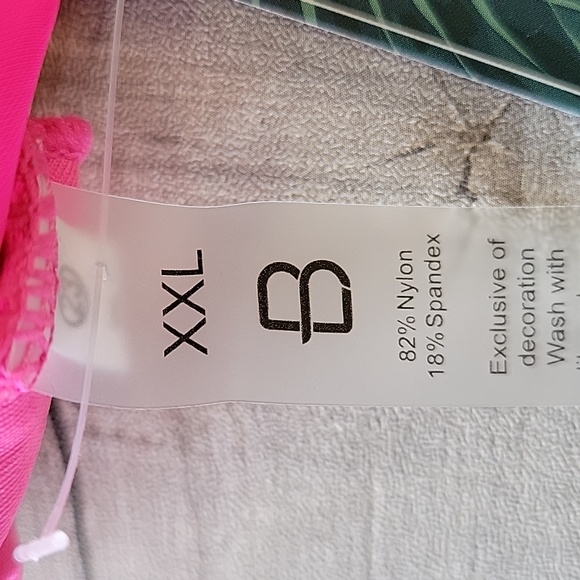 XXL
B
82% Nylon
18% Spandex
Exclusive of
decoration
Wash with